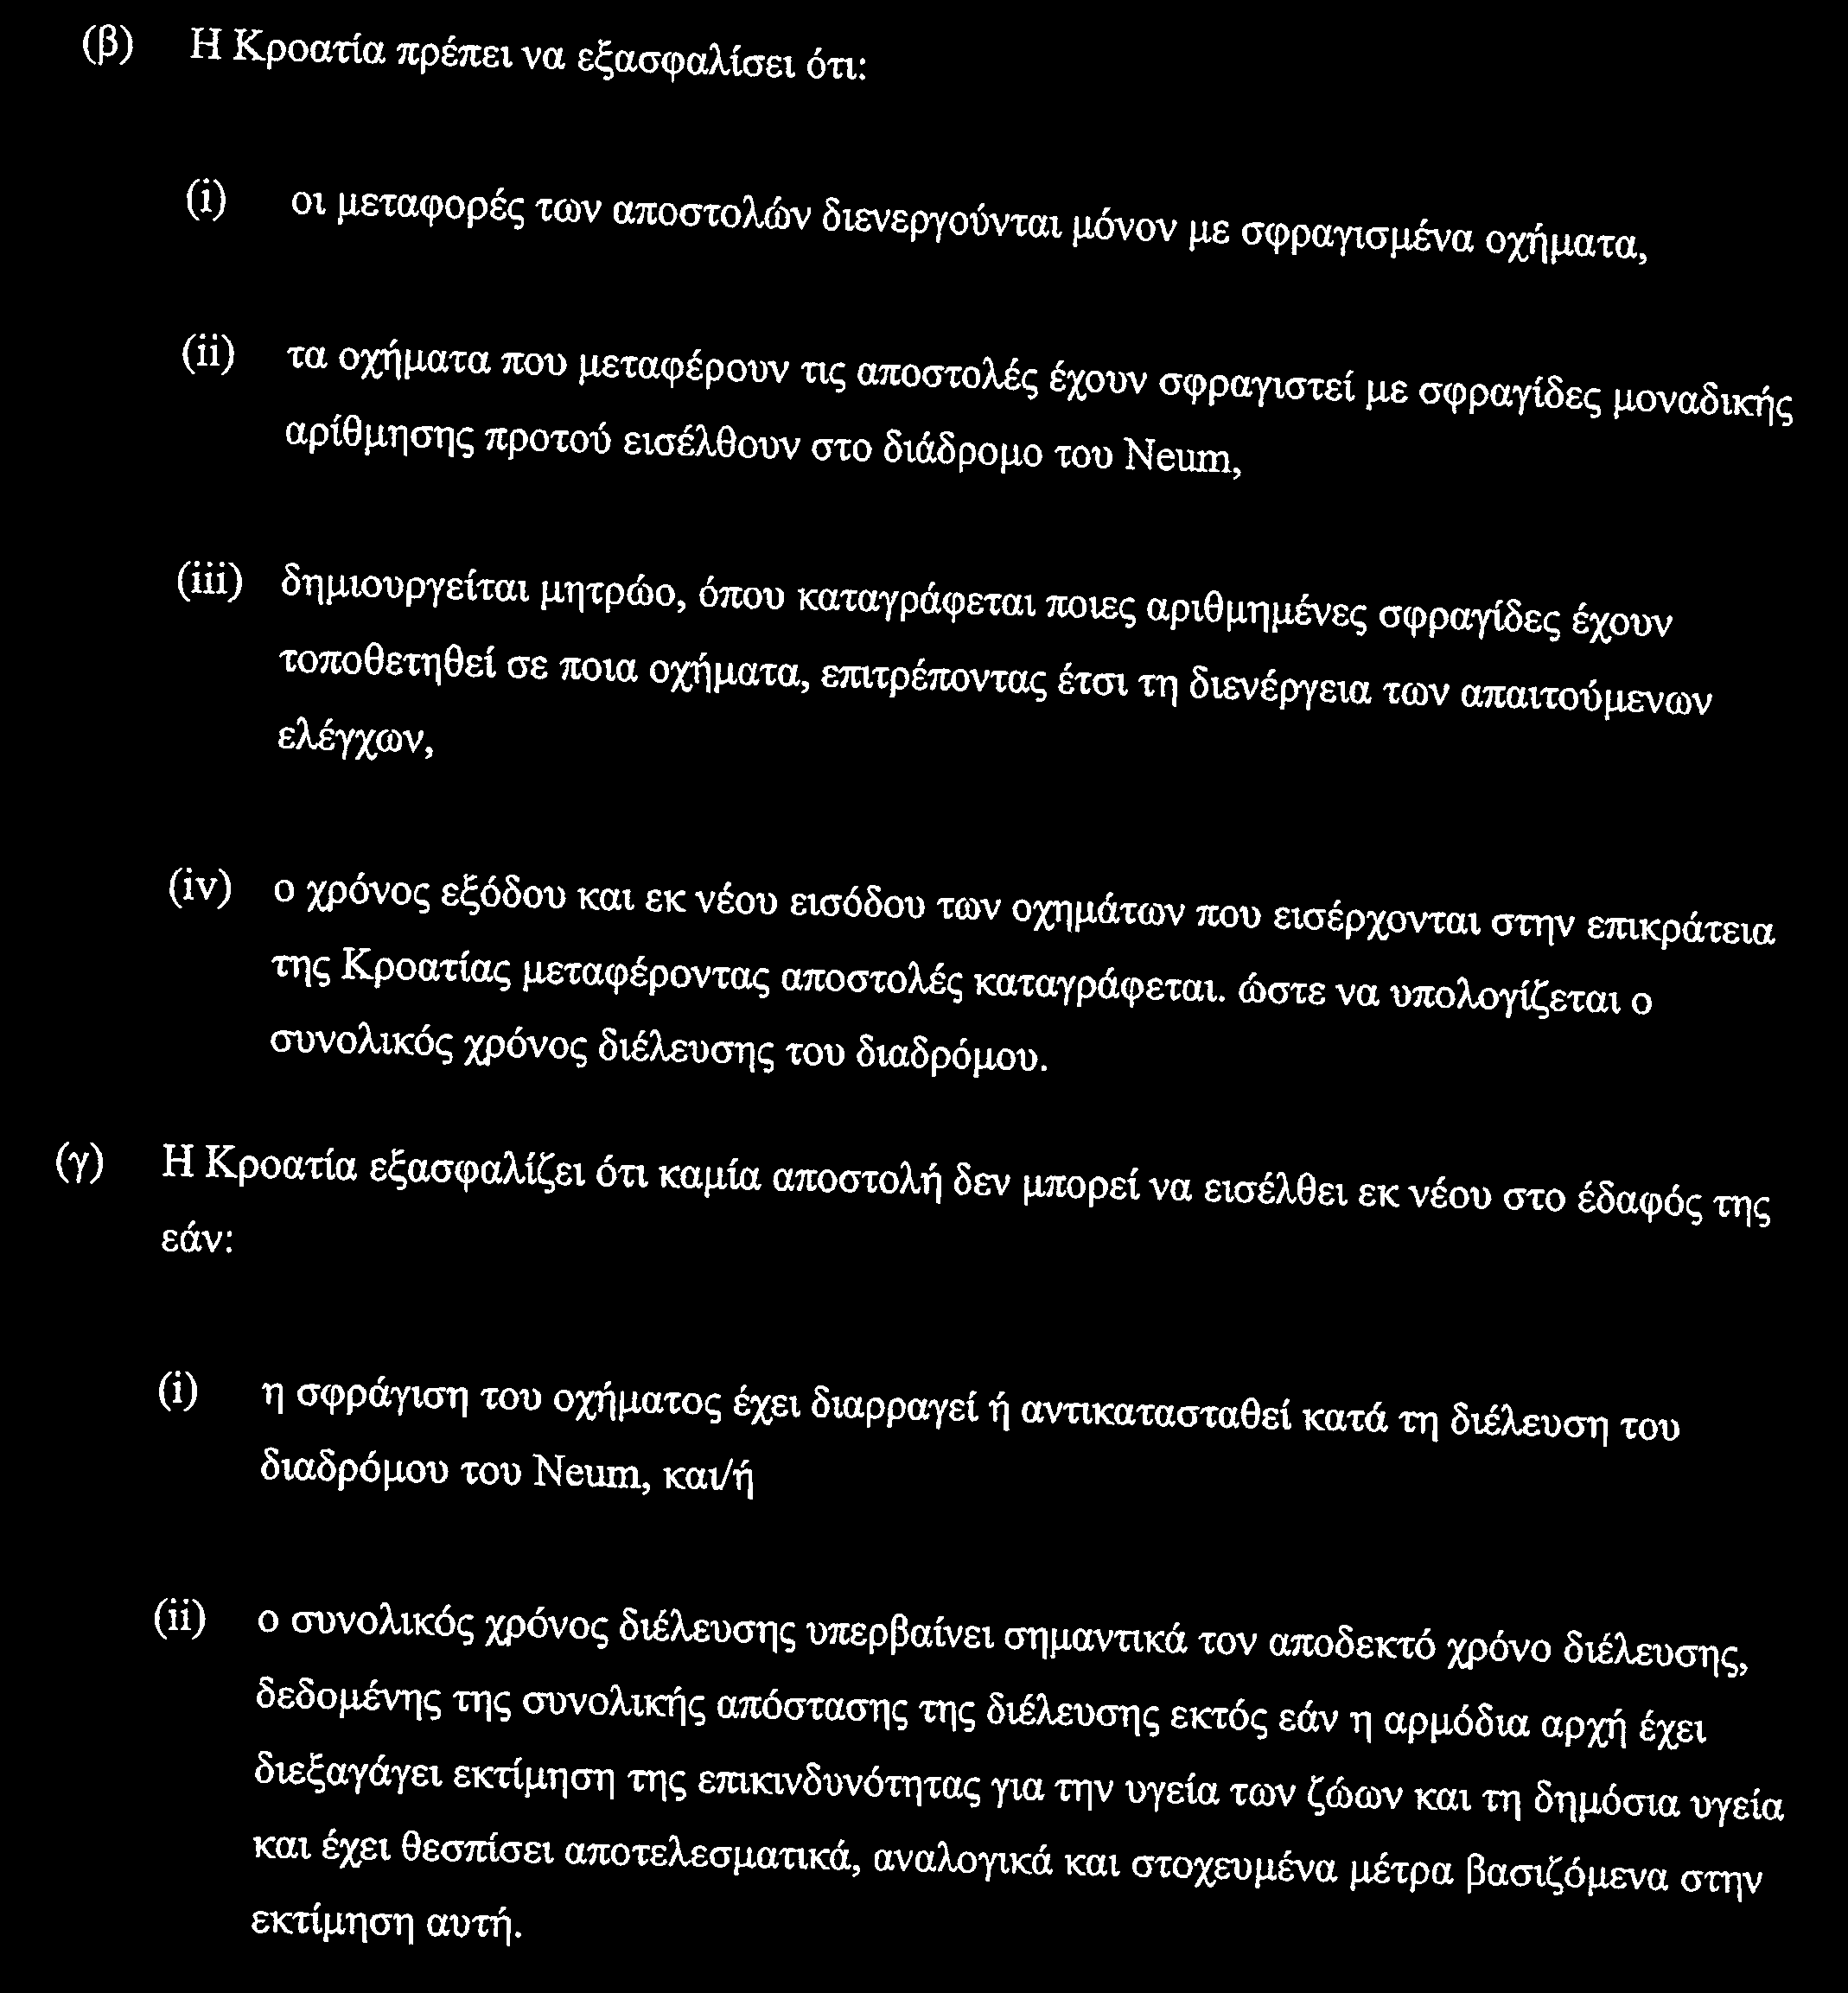 (β) Η Κροατία πρέπει να εξασφαλίσει ότι:
(i) οι μεταφορές των αποστολών διενεργούνται μόνον με σφραγισμένα οχήματα,
(ii) τα οχήματα που μεταφέρουν τις αποστολές έχουν σφραγιστεί με σφραγίδες μοναδικής
αρίθμησης προτού εισέλθουν στο διάδρομο του Neum,
(iii) δημιουργείται μητρώο, όπου καταγράφεται ποιες αριθμημένες σφραγίδες έχουν
τοποθετηθεί σε ποια οχήματα, επιτρέποντας έτσι τη διενέργεια των απαιτούμενων
ελέγχων,
(iv) ο χρόνος εξόδου και εκ νέου εισόδου των οχημάτων που εισέρχονται στην επικράτεια
της Κροατίας μεταφέροντας αποστολές καταγράφεται. ώστε να υπολογίζεται ο
συνολικός χρόνος διέλευσης του διαδρόμου.
(γ) Η Κροατία εξασφαλίζει ότι καμία αποστολή δεν μπορεί να εισέλθει εκ νέου στο έδαφός της
εάν:
(i) η σφράγιση του οχήματος έχει διαρραγεί ή αντικατασταθεί κατά τη διέλευση του
διαδρόμου του Neum, και/ή
(ii) ο συνολικός χρόνος διέλευσης υπερβαίνει σημαντικά τον αποδεκτό χρόνο διέλευσης,
δεδομένης της συνολικής απόστασης της διέλευσης εκτός εάν η αρμόδια αρχή έχει
διεξαγάγει εκτίμηση της επικινδυνότητας για την υγεία των ζώων και τη δημόσια υγεία
και έχει θεσπίσει αποτελεσματικά, αναλογικά και στοχευμένα μέτρα βασιζόμενα στην
εκτίμηση αυτή.